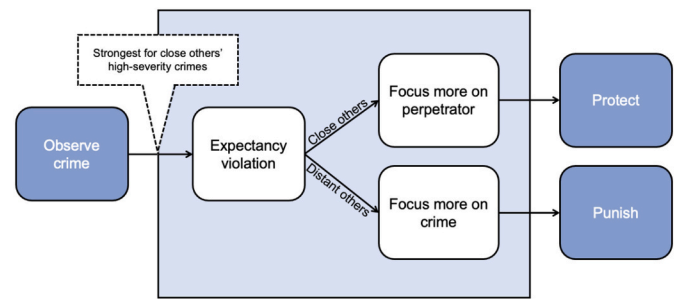 Strongest for close others'
high-severity crimes
Observe
crime
Expectancy
violation
Close others
Distant others
Focus more on
perpetrator
Focus more on
crime
Protect
Punish